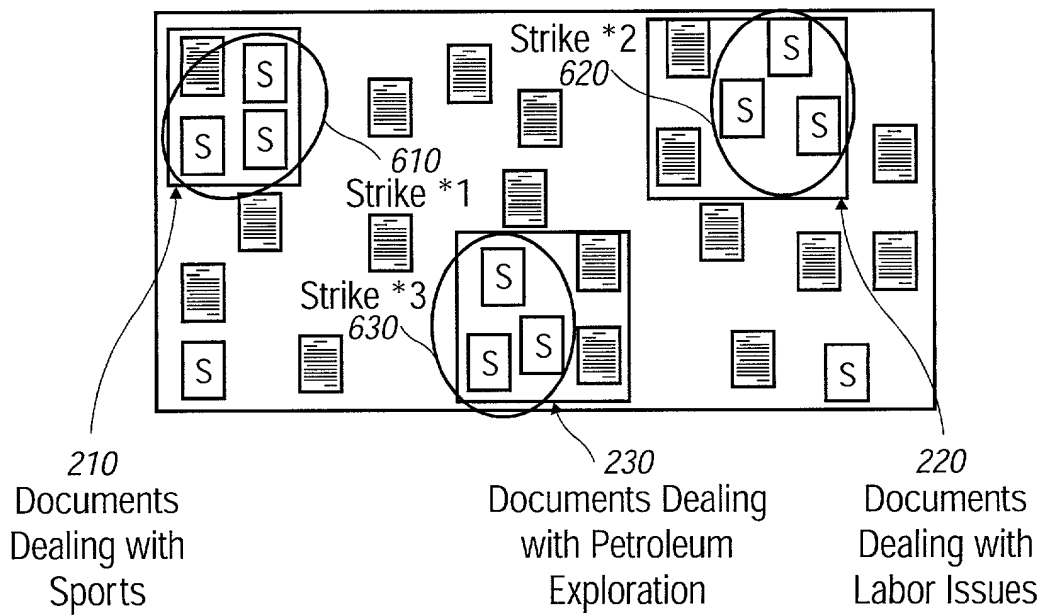 Strike *2
620
S
S
S
S
S
S
610
Strike *1
S
Strike *3
630
S
S
S
S
210
Documents
Dealing with
Sports
230
Documents Dealing
with Petroleum
Exploration
220
Documents
Dealing with
Labor Issues